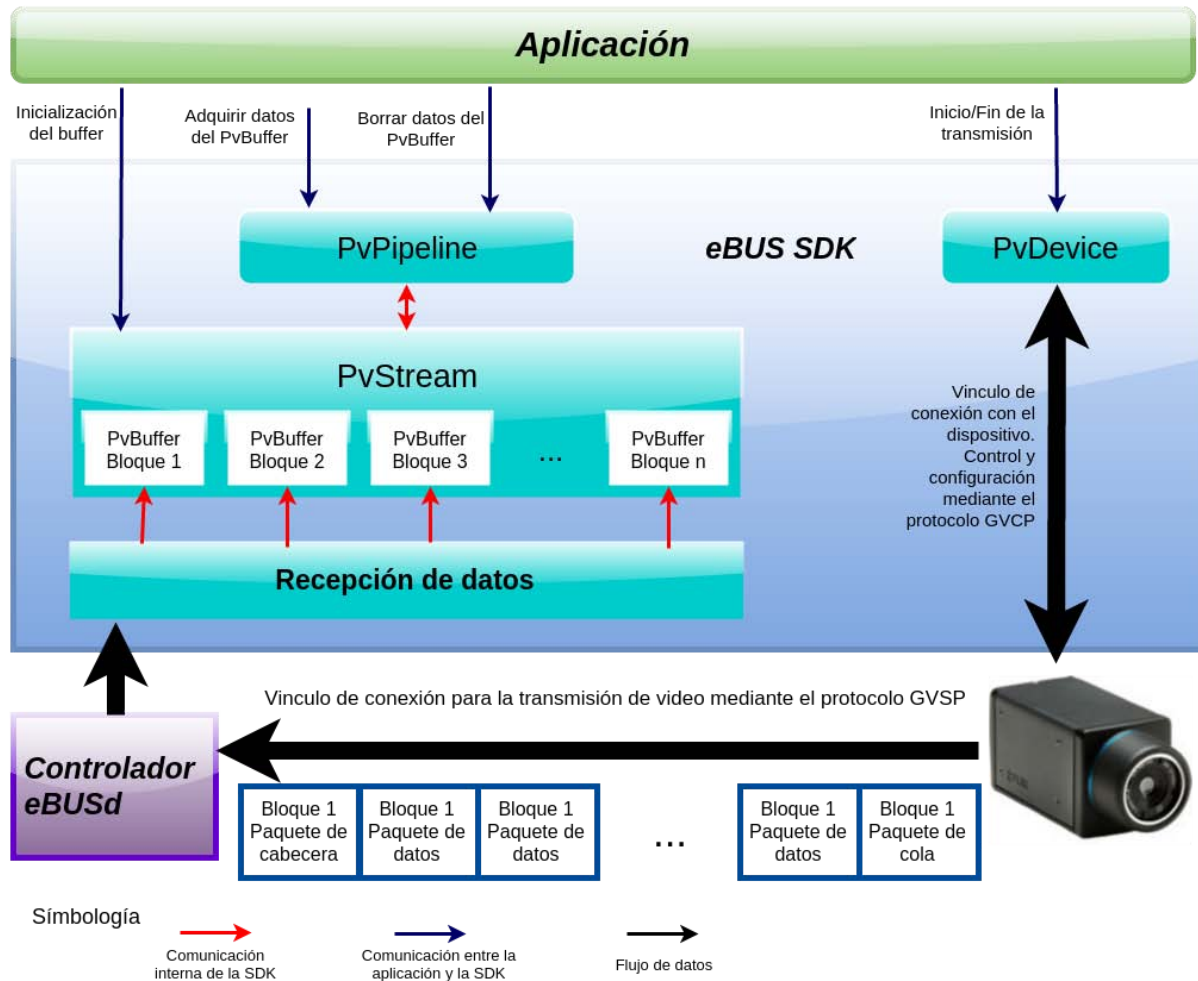 Aplicación
Inicialización
del buffer
Adquirir datos
del PvBuffer
Borrar datos del
PvBuffer
Inicio/Fin de la
transmisión
PvPipeline
eBUS SDK
PvDevice
PvStream
PvBuffer
Bloque 1
PvBuffer
Bloque 2
PvBuffer
Bloque 3
...
PvBuffer
Bloque n
Vinculo de
conexión con el
dispositivo.
Control y
configuración
mediante el
protocolo GVCP
Recepción de datos
Vinculo de conexión para la transmisión de video mediante el protocolo GVSP
Controlador
eBUSd
Bloque 1
Paquete de
cabecera
Bloque 1
Paquete de
datos
Bloque 1
Paquete de
datos
...
Bloque 1
Paquete de
datos
Bloque 1
Paquete de
cola
Símbología
Comunicación
interna de la SDK
Comunicación entre la
aplicación y la SDK
Flujo de datos